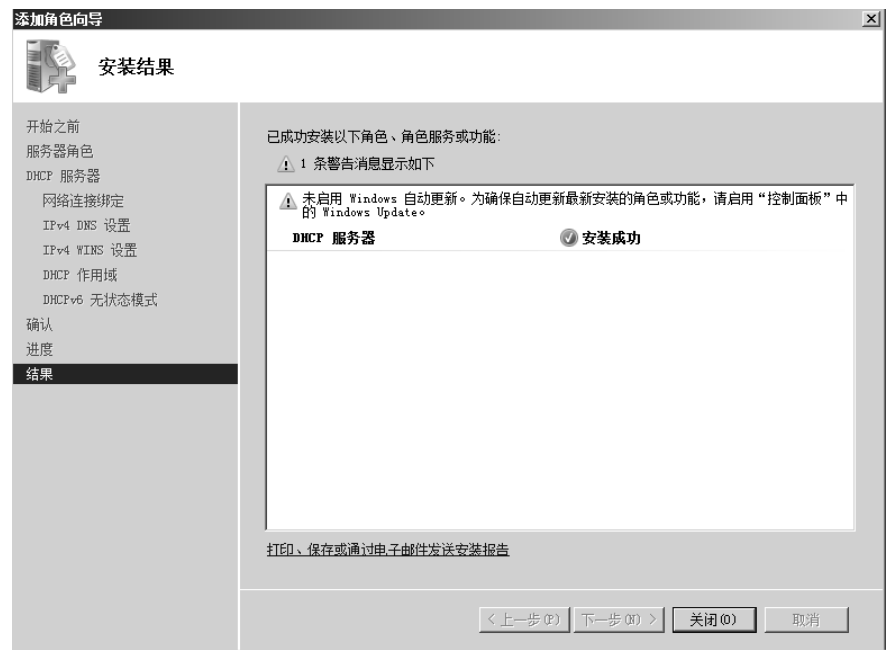 添加角色向导
安装结果
开始之前
服务器角色
DHCP 服务器
网络连接绑定
IPv4 DNS 设置
IPv4 WINS 设置
DHCP 作用域
DHCPv6 无状态模式
确认
进度
结果
已成功安装以下角色、角色服务或功能:
1 条警告消息显示如下
未启用 Windows 自动更新。为确保自动更新最新安装的角色或功能，请启用“控制面板”中
的 Windows Update。
DHCP 服务器 安装成功
打印、保存或通过电子邮件发送安装报告
< 上一步(P) 下一步(N) > 关闭(O) 取消